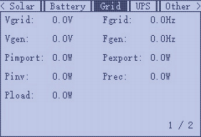 < Solar Battery Grid UPS Other >
Vgrid: 0.0V Fgrid: 0.0Hz
Vgen: 0.0V Fgen: 0.0Hz
Pimport: 0.0W Pexport: 0.0W
Pinv: 0.0W Prec: 0.0W
Pload: 0.0W
1 / 2